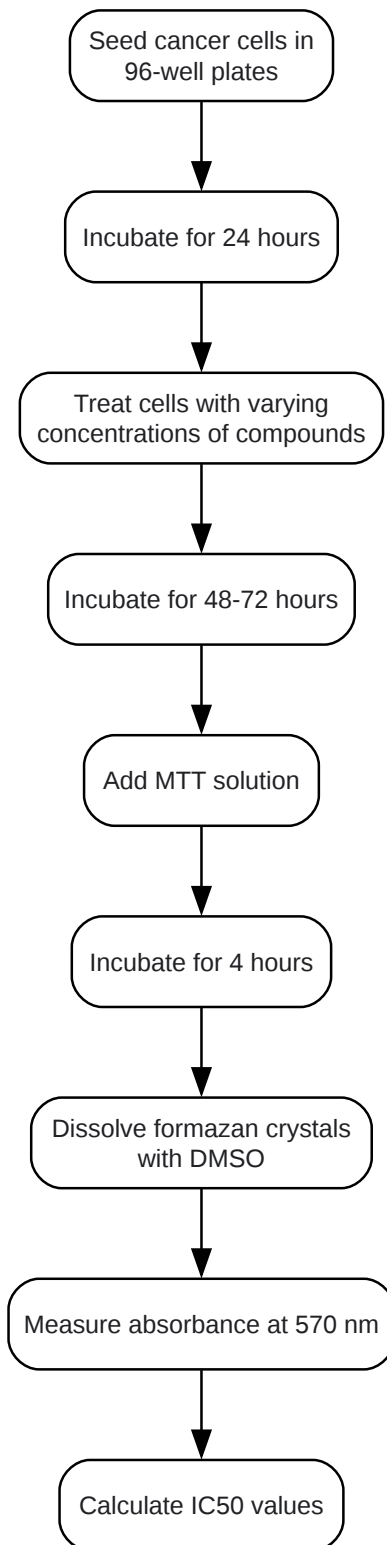 Seed cancer cells in
96-well plates
Incubate for 24 hours
Treat cells with varying
concentrations of compounds
Incubate for 48-72 hours
Add MTT solution
Incubate for 4 hours
Dissolve formazan crystals
with DMSO
Measure absorbance at 570 nm
Calculate IC50 values